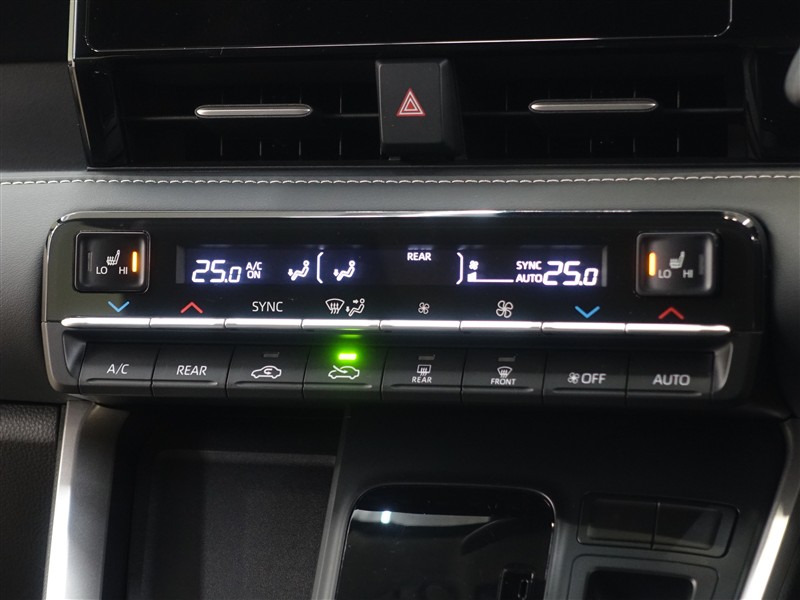 LO HI
25.0 A/C ON
REAR
SYNC AUTO 25.0
LO HI
SYNC
A/C
REAR
REAR
FRONT
OFF
AUTO